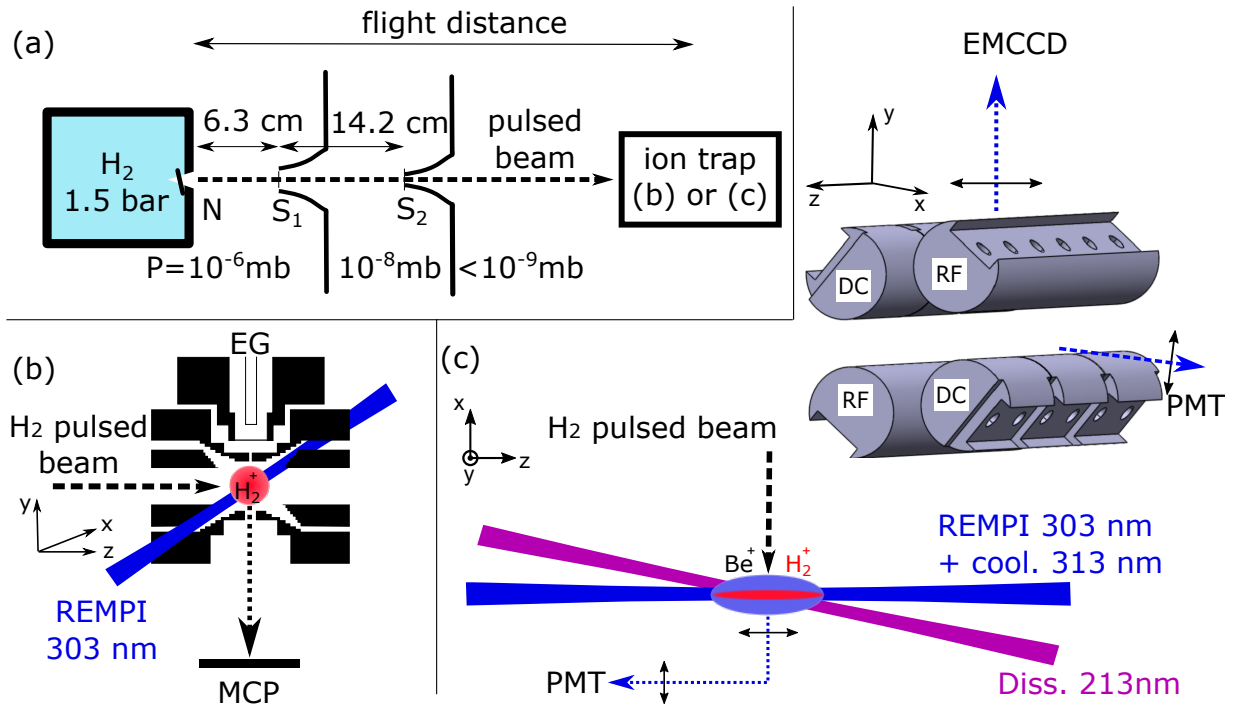 (a)
flight distance
6.3 cm
14.2 cm
pulsed
beam
H2
1.5 bar
N
S1
S2
ion trap
(b) or (c)
P=10-6mb
10-8mb
<10-9mb
EMCCD
y
z
x
DC
RF
RF
DC
PMT
(b)
EG
H2 pulsed
beam
H2+
y
x
z
REMPI
303 nm
MCP
(c)
x
y
z
H2 pulsed beam
Be+
H2+
REMPI 303 nm
+ cool. 313 nm
PMT
Diss. 213nm